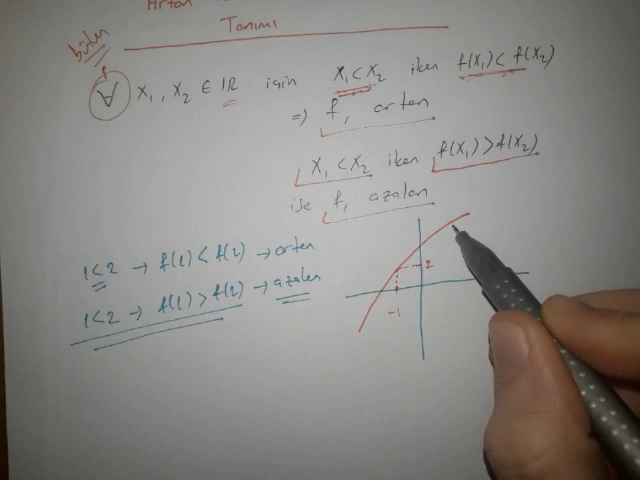 Artan
Tanımı
bütün
∀ x₁, x₂ ∈ IR için x₁<x₂ iken f(x₁)< f(x₂)
=> f, artan
x₁ <x₂ iken f(x₁)>f(x₂)
ise f, azalan
1<2 → f(1)<f(2) → artan
1<2 → f(1)>f(2) → azalan
2
-1